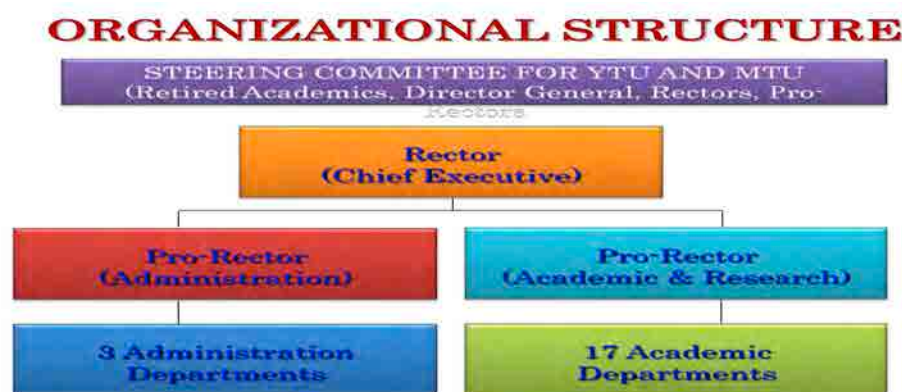 ORGANIZATIONAL STRUCTURE
STEERING COMMITTEE FOR YTU AND MTU
(Retired Academics, Director General, Rectors, Pro-
Rectors
Rector
(Chief Executive)
Pro-Rector
(Administration)
Pro-Rector
(Academic & Research)
3 Administration
Departments
17 Academic
Departments